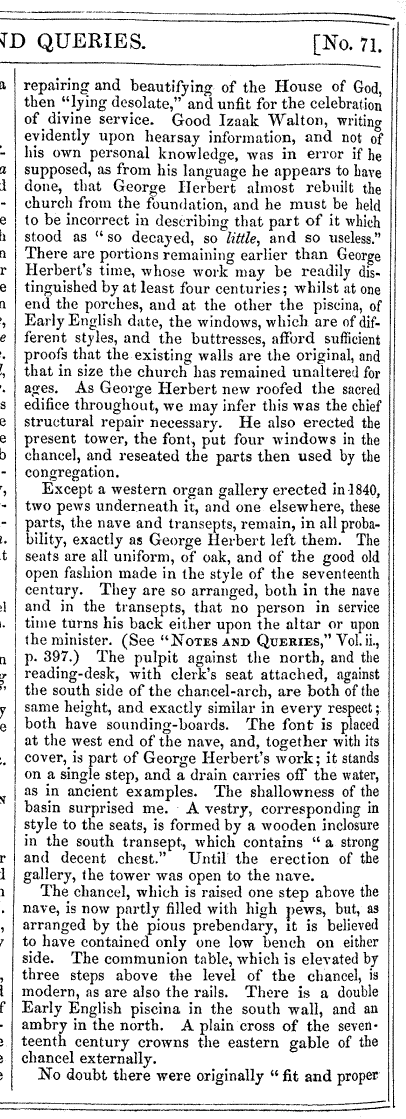 ND QUERIES. [No. 71.
repairing and beautifying of the House of God,
then "lying desolate," and unfit for the celebration
of divine service. Good Izaak Walton, writing
evidently upon hearsay information, and not of
his own personal knowledge, was in error if he
supposed, as from his language he appears to have
done, that George Herbert almost rebuilt the
church from the foundation, and he must be held
to be incorrect in describing that part of it which
stood as "so decayed, so little, and so useless."
There are portions remaining earlier than George
Herbert's time, whose work may be readily dis-
tinguished by at least four centuries; whilst at one
end the porches, and at the other the piscina, of
Early English date, the windows, which are of dif-
ferent styles, and the buttresses, afford sufficient
proofs that the existing walls are the original, and
that in size the church has remained unaltered for
ages. As George Herbert new roofed the sacred
edifice throughout, we may infer this was the chief
structural repair necessary. He also erected the
present tower, the font, put four windows in the
chancel, and reseated the parts then used by the
congregation.
Except a western organ gallery erected in 1840,
two pews underneath it, and one elsewhere, these
parts, the nave and transepts, remain, in all proba-
bility, exactly as George Herbert left them. The
seats are all uniform, of oak, and of the good old
open fashion made in the style of the seventeenth
century. They are so arranged, both in the nave
and in the transepts, that no person in service
time turns his back either upon the altar or upon
the minister. (See "NOTES AND QUERIES," Vol. ii.,
p. 397.) The pulpit against the north, and the
reading-desk, with clerk's seat attached, against
the south side of the chancel-arch, are both of the
same height, and exactly similar in every respect;
both have sounding-boards. The font is placed
at the west end of the nave, and, together with its
cover, is part of George Herbert's work; it stands
on a single step, and a drain carries off the water,
as in ancient examples. The shallowness of the
basin surprised me. A vestry, corresponding in
style to the seats, is formed by a wooden inclosure
in the south transept, which contains "a strong
and decent chest." Until the erection of the
gallery, the tower was open to the nave.
The chancel, which is raised one step above the
nave, is now partly filled with high pews, but, as
arranged by the pious prebendary, it is believed
to have contained only one low bench on either
side. The communion table, which is elevated by
three steps above the level of the chancel, is
modern, as are also the rails. There is a double
Early English piscina in the south wall, and an
ambry in the north. A plain cross of the seven-
teenth century crowns the eastern gable of the
chancel externally.
No doubt there were originally "fit and proper